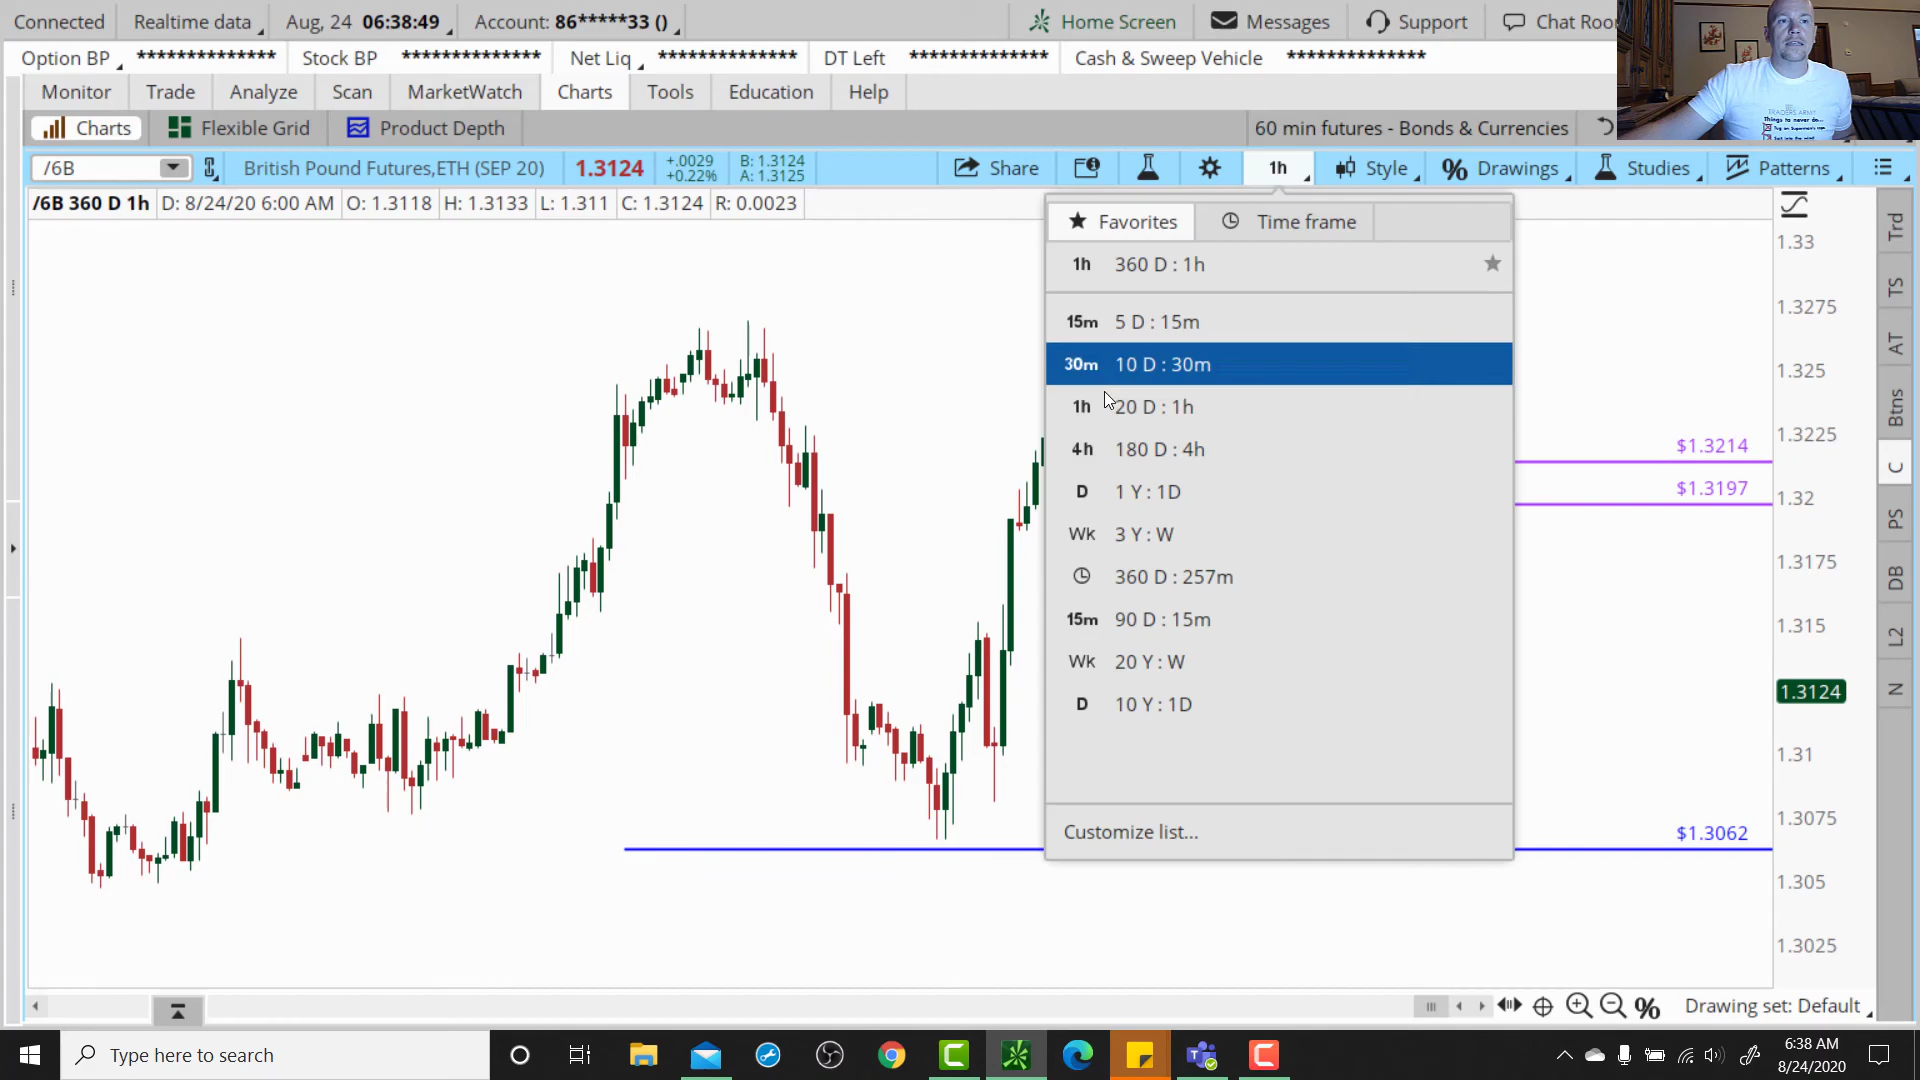 Connected Realtime data Aug, 24 06:38:49 Account: 86*****33 () Home Screen Messages Support Chat Roo
Option BP ************* Stock BP ************* Net Liq ************* DT Left ************* Cash & Sweep Vehicle *************
Monitor Trade Analyze Scan MarketWatch Charts Tools Education Help
Charts Flexible Grid Product Depth 60 min futures - Bonds & Currencies
/6B British Pound Futures,ETH (SEP 20) 1.3124 +.0029 B: 1.3124 Share 1h Style % Drawings Studies Patterns
+0.22% A: 1.3125
/6B 360 D 1h D: 8/24/20 6:00 AM O: 1.3118 H: 1.3133 L: 1.311 C: 1.3124 R: 0.0023
Favorites Time frame
1h 360 D : 1h
15m 5 D : 15m
30m 10 D : 30m
1h 20 D : 1h
4h 180 D : 4h
D 1 Y : 1D
Wk 3 Y : W
360 D : 257m
15m 90 D : 15m
Wk 20 Y : W
D 10 Y : 1D
Customize list...
$1.3214
$1.3197
$1.3062
1.33
1.3275
1.325
1.3225
1.32
1.3175
1.315
1.3124
1.31
1.3075
1.305
1.3025
Trd
TS
AT
Btns
C
PS
DB
L2
N
TRADERS ARMY
Things to never do...
% Drawing set: Default
Type here to search
6:38 AM
8/24/2020